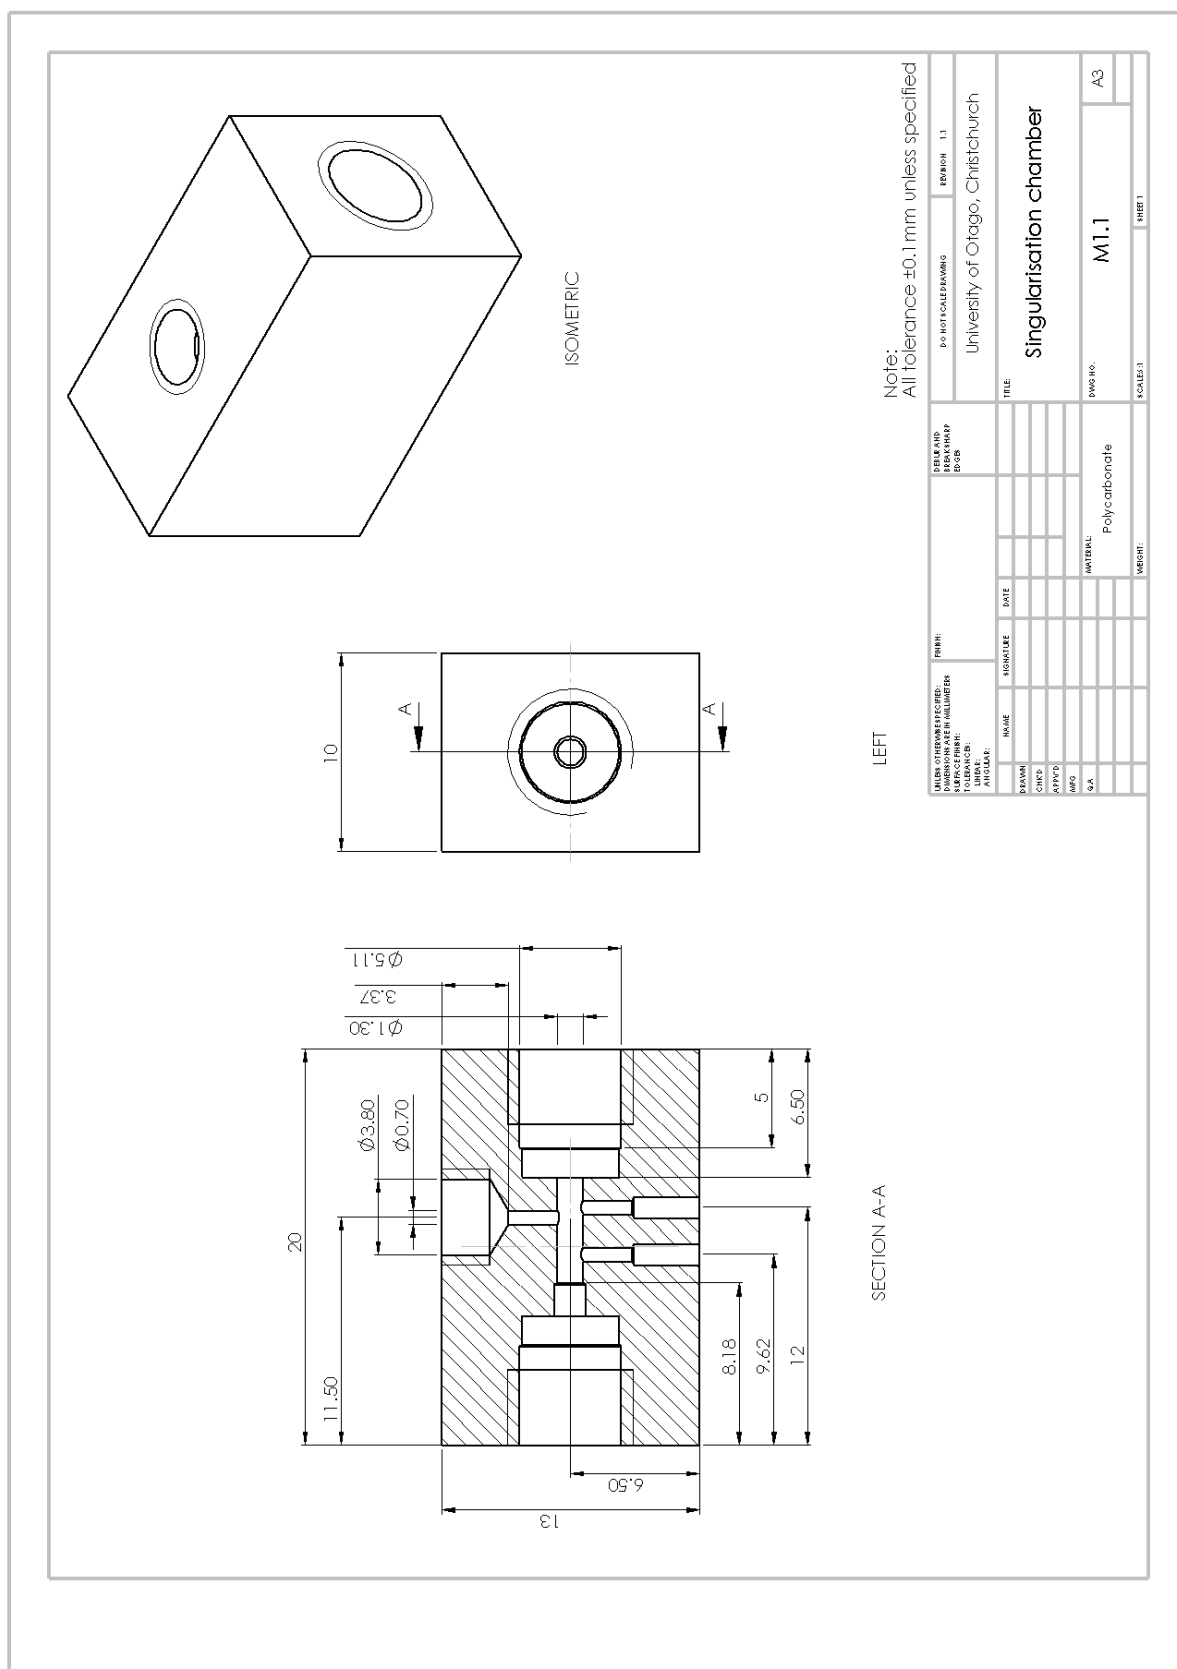 ISOMETRIC
10
A
A
LEFT
20
11.50
Ø3.80
Ø0.70
Ø1.30
3.37
Ø5.11
5
6.50
8.18
9.62
12
6.50
13
SECTION A-A
Note:
All tolerance ±0.1mm unless specified
UNLESS OTHERWISE SPECIFIED:
DIMENSIONS ARE IN MILLIMETERS
SURFACE FINISH:
TOLERANCES:
LINEAR:
ANGULAR:
FINISH:
DEBUR AND
BREAK SHARP
EDGES
DO NOT SCALE DRAWING
REVISION 1.1
University of Otago, Christchurch
NAME
SIGNATURE
DATE
TITLE:
Singularisation chamber
DRAWN
CHK'D
APPV'D
MFG
Q.A
MATERIAL:
Polycarbonate
DWG NO.
M1.1
A3
WEIGHT:
SCALE:5:1
SHEET 1